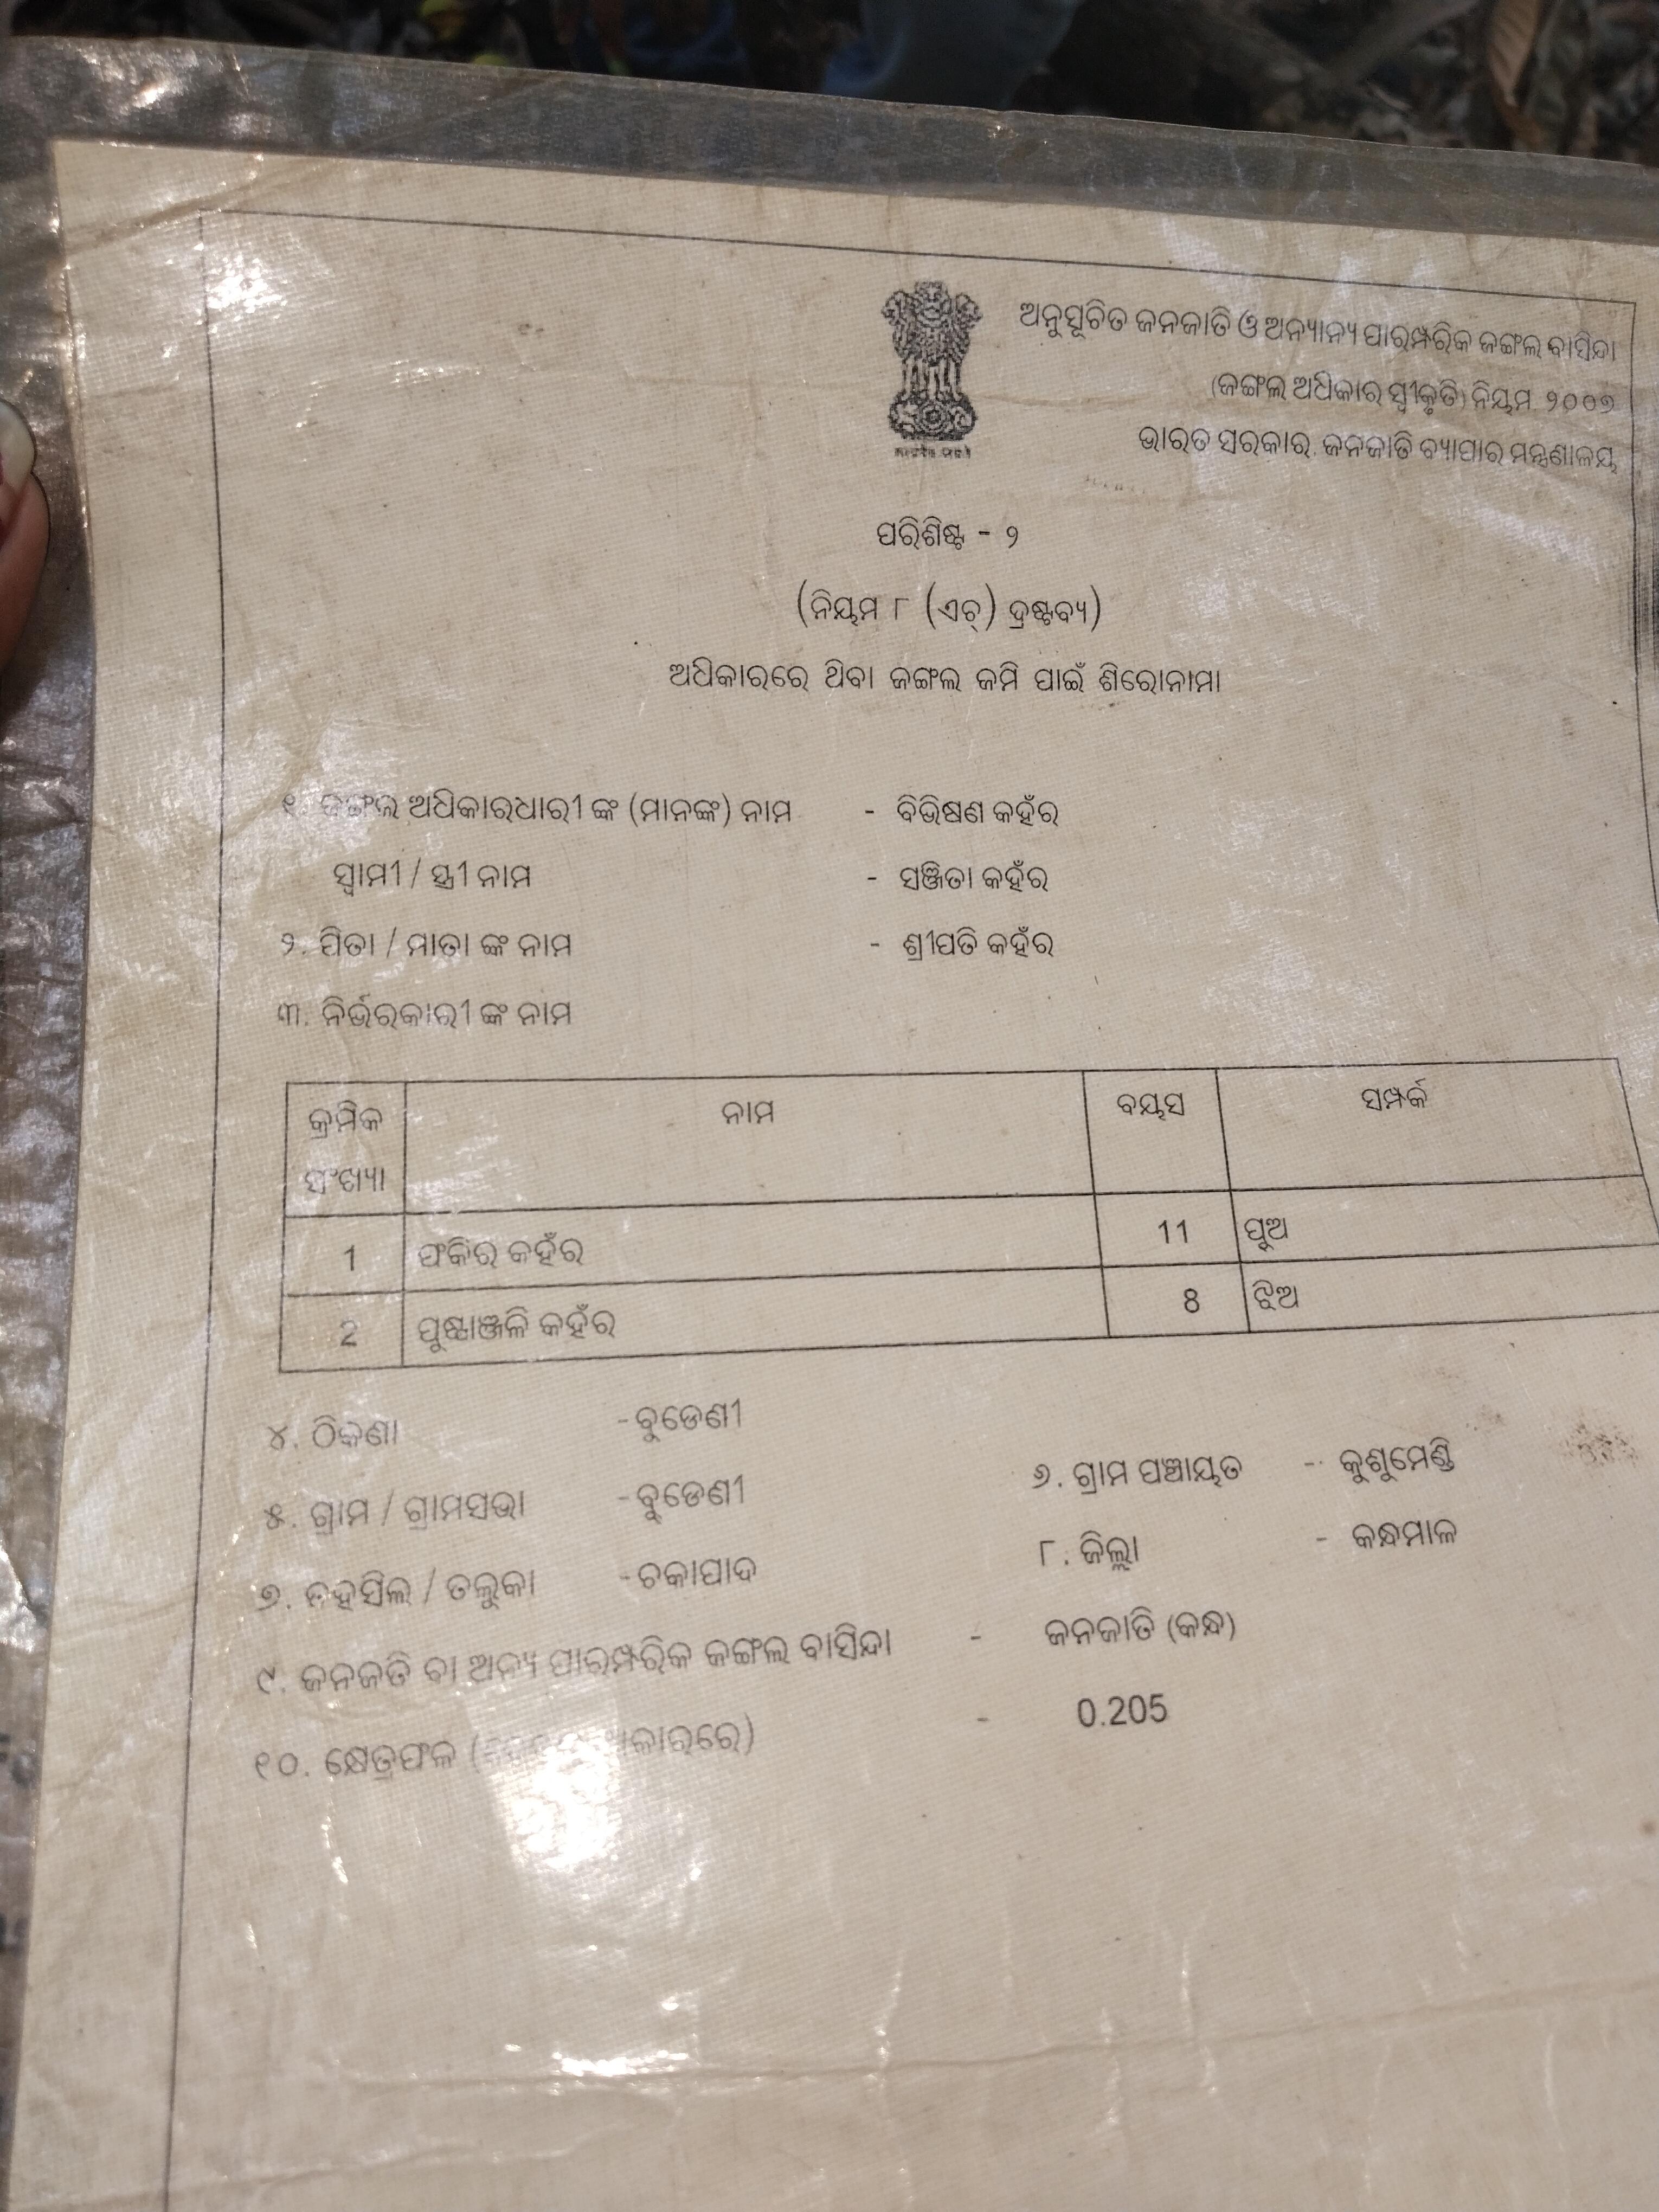 ଅନୁସୂଚିତ ଜନଜାତି ଓ ଅନ୍ୟାନ୍ୟ ପାରମ୍ପରିକ ଜଙ୍ଗଲ ବାସିନ୍ଦା
(ଜଙ୍ଗଲ ଅଧିକାର ସ୍ୱୀକୃତି) ନିୟମ ୨୦୦୭
ଭାରତ ସରକାର, ଜନଜାତି ବ୍ୟାପାର ମନ୍ତ୍ରଣାଳୟ
ପରିଶିଷ୍ଟ - ୨
(ନିୟମ ୮ (ଏଚ୍) ଦ୍ରଷ୍ଟବ୍ୟ)
ଅଧିକାରରେ ଥିବା ଜଙ୍ଗଲ ଜମି ପାଇଁ ଶିରୋନାମା
୧. ଜଙ୍ଗଲ ଅଧିକାରଧାରୀ ଙ୍କ (ମାନଙ୍କ) ନାମ - ବିଭିଷଣ କହଁର
ସ୍ୱାମୀ / ସ୍ତ୍ରୀ ନାମ - ସଞ୍ଜିତା କହଁର
୨. ପିତା / ମାତା ଙ୍କ ନାମ - ଶ୍ରୀପତି କହଁର
୩. ନିର୍ଭରକାରୀ ଙ୍କ ନାମ
କ୍ରମିକ ସଂଖ୍ୟା ନାମ ବୟସ ସମ୍ପର୍କ
1 ଫକିର କହଁର 11 ପୁଅ
2 ପୁଷ୍ପାଞ୍ଜଳି କହଁର 8 ଝିଅ
୪. ଠିକଣା - ବୁଡେଣୀ
୫. ଗ୍ରାମ / ଗ୍ରାମସଭା - ବୁଡେଣୀ ୬. ଗ୍ରାମ ପଞ୍ଚାୟତ - କୁଶୁମେଣ୍ଡି
୭. ତହସିଲ / ତଲୁକା - ଚକାପାଦ ୮. ଜିଲ୍ଲା - କନ୍ଧମାଳ
୯. ଜନଜତି ବା ଅନ୍ୟ ପାରମ୍ପରିକ ଜଙ୍ଗଲ ବାସିନ୍ଦା - ଜନଜାତି (କନ୍ଧ)
୧୦. କ୍ଷେତ୍ରଫଳ - 0.205